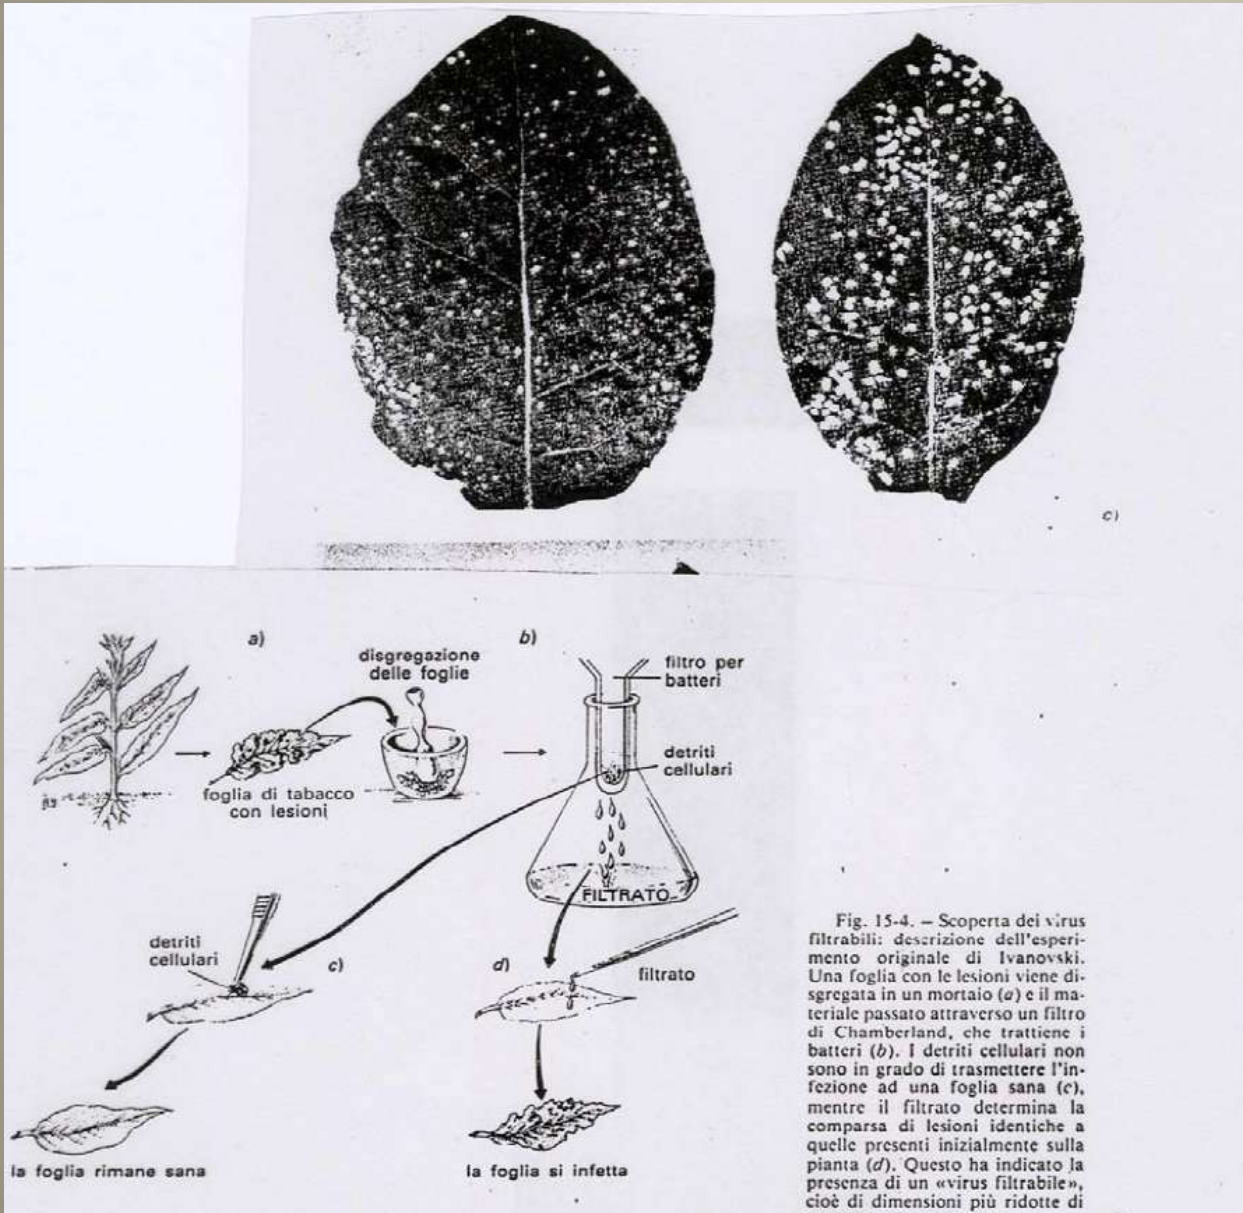 c)
a)
b)
disgregazione
delle foglie
filtro per
batteri
foglia di tabacco
con lesioni
detriti
cellulari
FILTRATO
detriti
cellulari
c)
d)
filtrato
la foglia rimane sana
la foglia si infetta
Fig. 15-4. – Scoperta dei virus
filtrabili: descrizione dell'esperi-
mento originale di Ivanovski.
Una foglia con le lesioni viene di-
sgregata in un mortaio (a) e il ma-
teriale passato attraverso un filtro
di Chamberland, che trattiene i
batteri (b). I detriti cellulari non
sono in grado di trasmettere l'in-
fezione ad una foglia sana (c),
mentre il filtrato determina la
comparsa di lesioni identiche a
quelle presenti inizialmente sulla
pianta (d). Questo ha indicato la
presenza di un «virus filtrabile»,
cioè di dimensioni più ridotte di